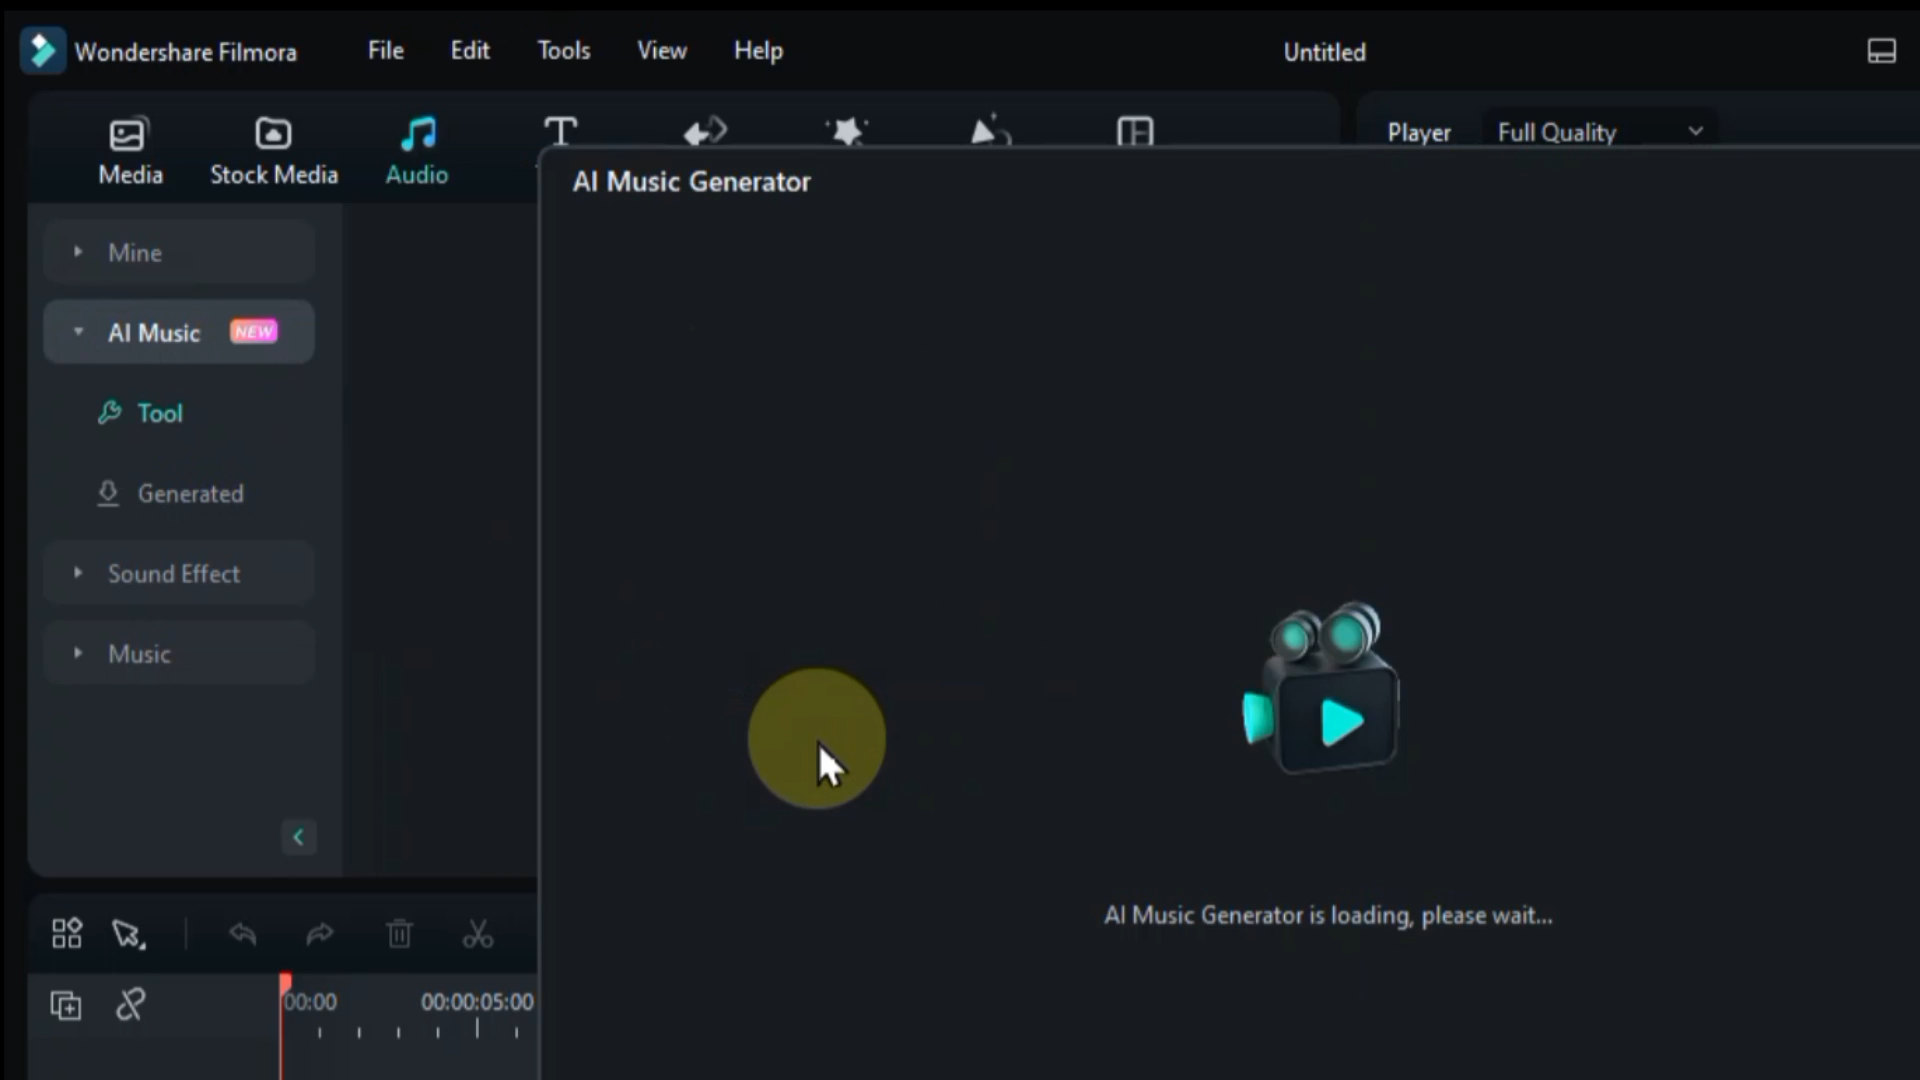 Wondershare Filmora File Edit Tools View Help Untitled
Media Stock Media Audio
Player Full Quality
AI Music Generator
Mine
AI Music NEW
Tool
Generated
Sound Effect
Music
AI Music Generator is loading, please wait...
00:00 00:00:05:00